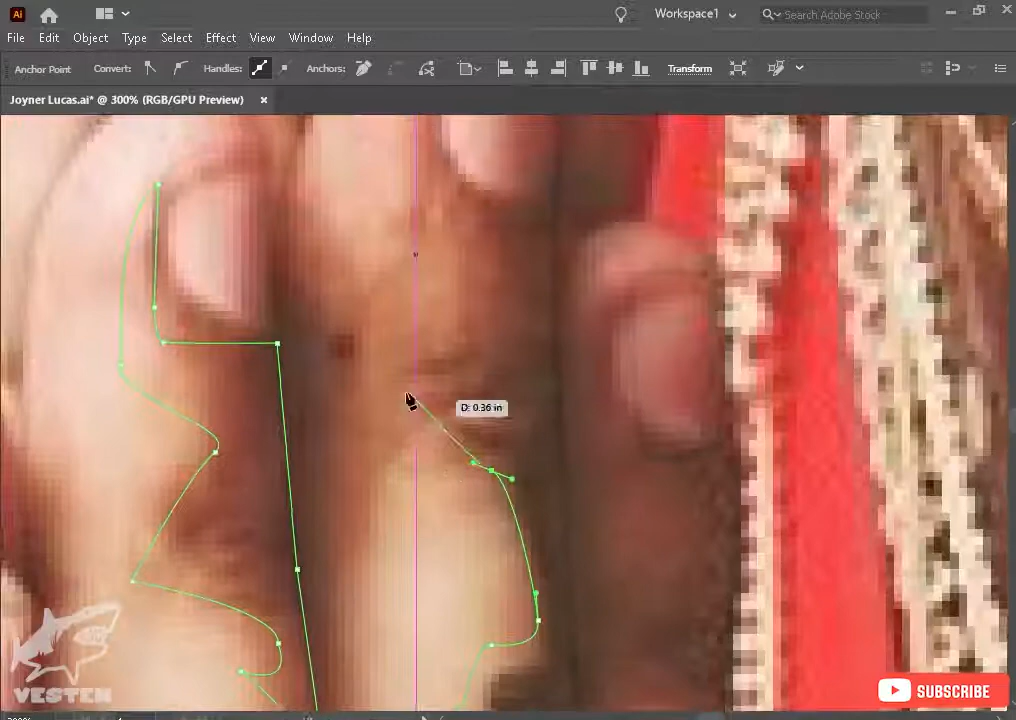 Ai
Workspace1
Search Adobe Stock
File Edit Object Type Select Effect View Window Help
Anchor Point Convert: Handles: Anchors: Transform
Joyner Lucas.ai* @ 300% (RGB/GPU Preview) ×
D: 0.36 in
VESTEN
SUBSCRIBE